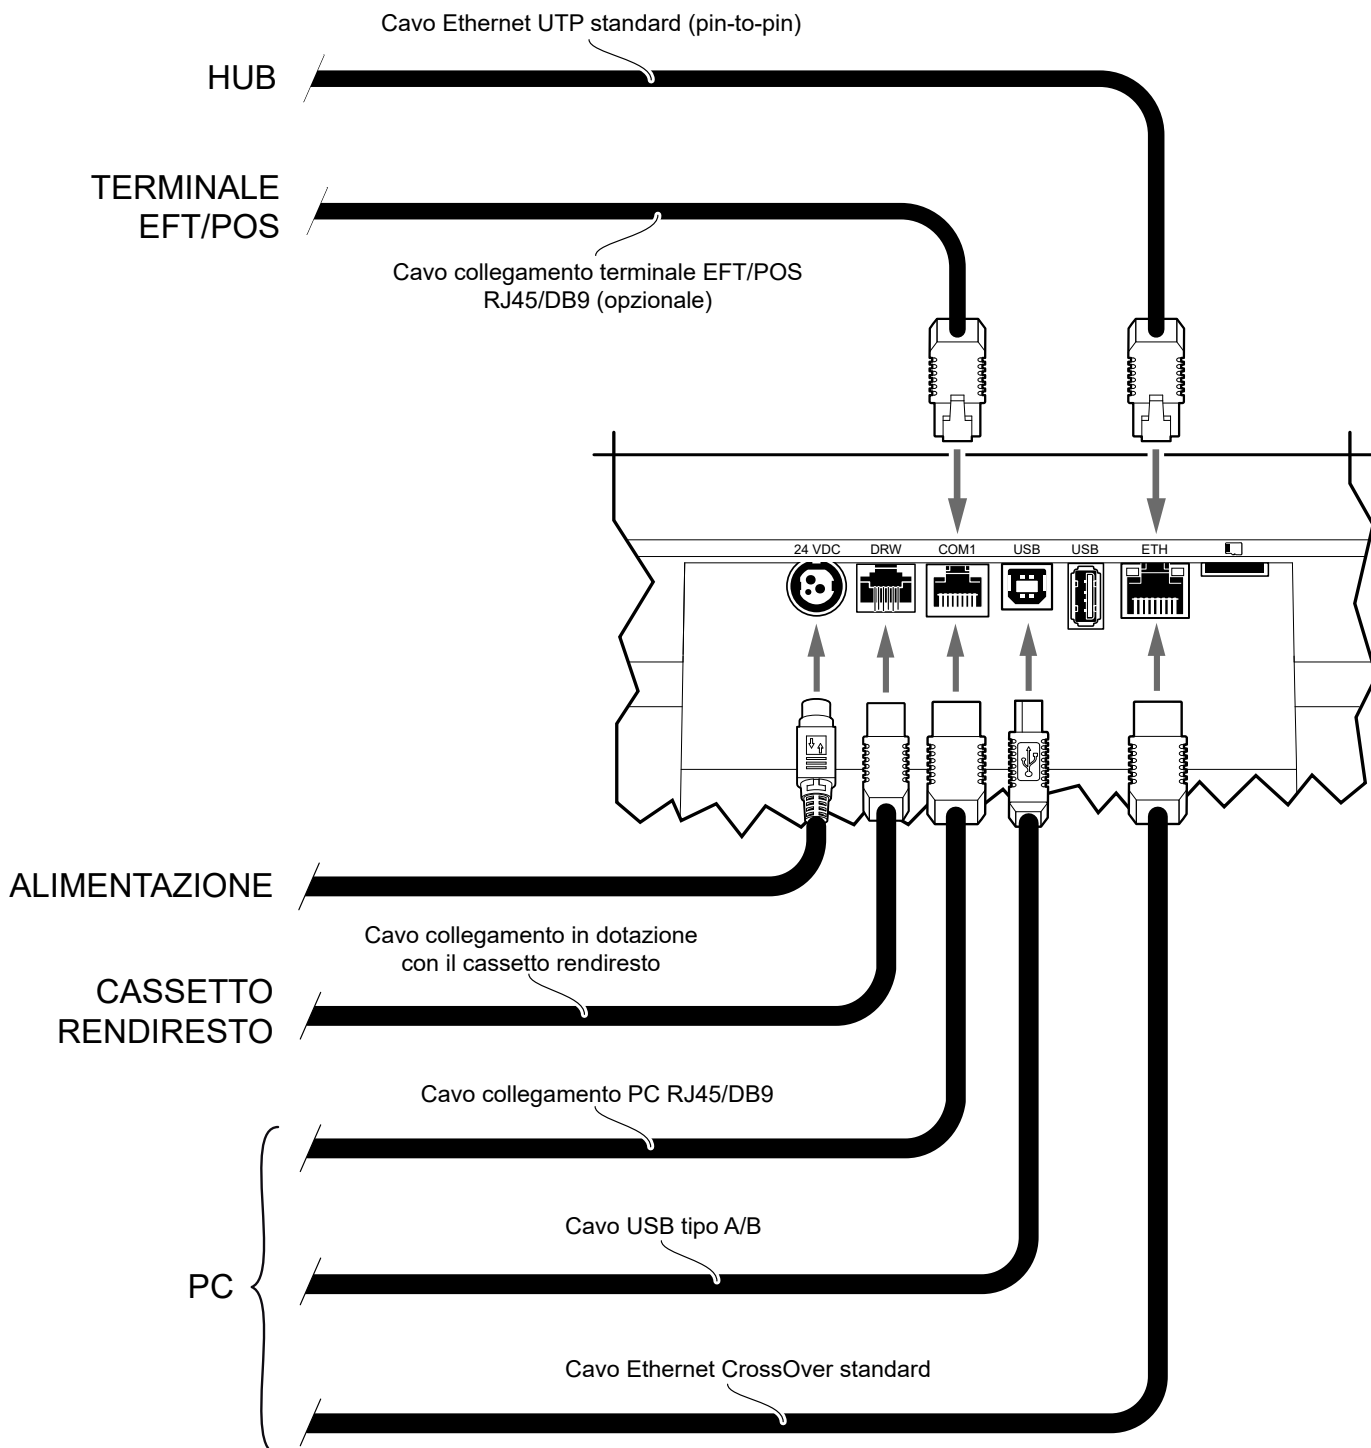 Cavo Ethernet UTP standard (pin-to-pin)
HUB
TERMINALE
EFT/POS
Cavo collegamento terminale EFT/POS
RJ45/DB9 (opzionale)
24 VDC DRW COM1 USB USB ETH
ALIMENTAZIONE
Cavo collegamento in dotazione
con il cassetto rendiresto
CASSETTO
RENDIRESTO
Cavo collegamento PC RJ45/DB9
Cavo USB tipo A/B
PC
Cavo Ethernet CrossOver standard